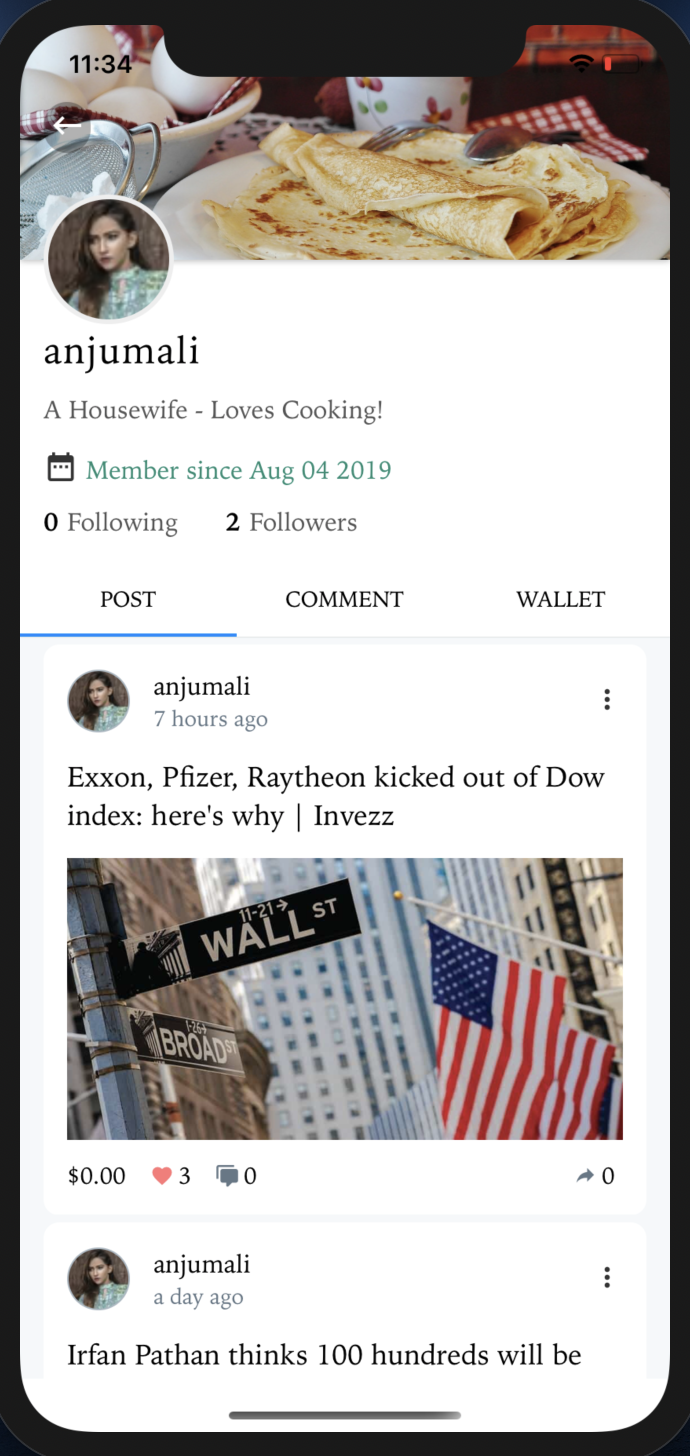 11:34
anjumali
A Housewife - Loves Cooking!
Member since Aug 04 2019
0 Following 2 Followers
POST COMMENT WALLET
anjumali
7 hours ago
Exxon, Pfizer, Raytheon kicked out of Dow
index: here's why | Invezz
11-21→
WALL ST
1-26→
BROAD ST
$0.00 3 0 0
anjumali
a day ago
Irfan Pathan thinks 100 hundreds will be